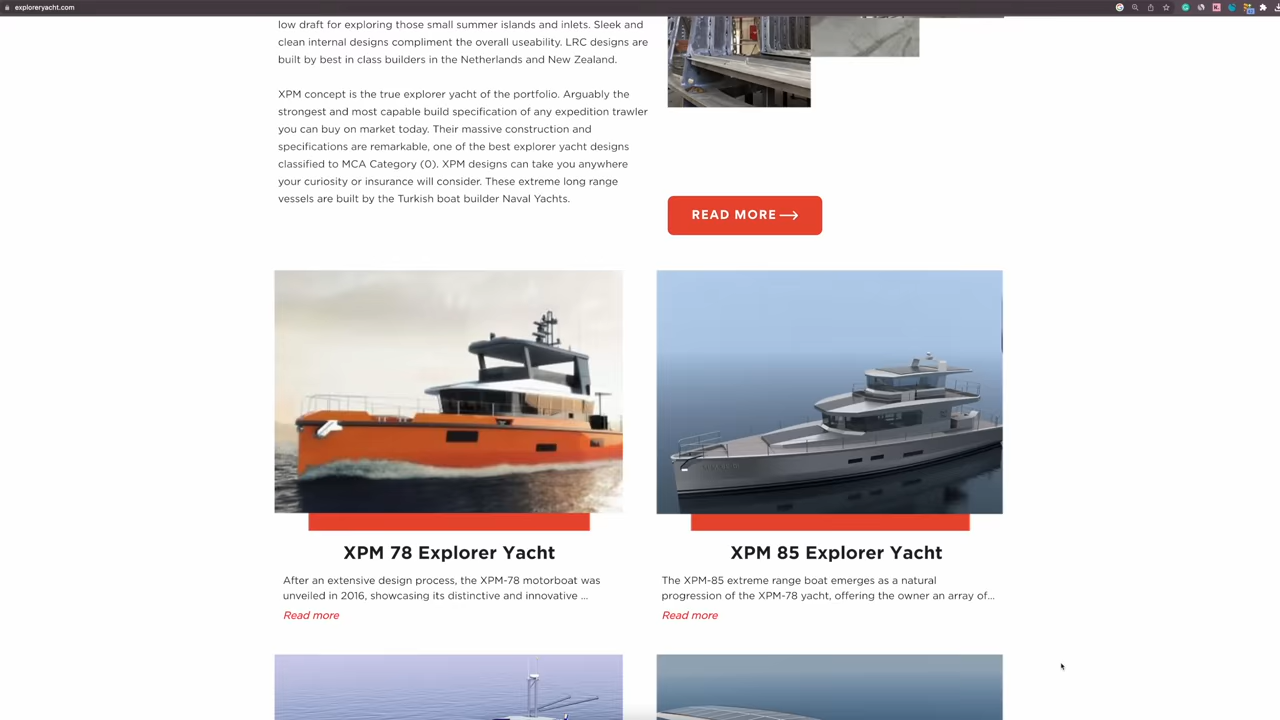 exploreryacht.com
low draft for exploring those small summer islands and inlets. Sleek and
clean internal designs compliment the overall useability. LRC designs are
built by best in class builders in the Netherlands and New Zealand.
XPM concept is the true explorer yacht of the portfolio. Arguably the
strongest and most capable build specification of any expedition trawler
you can buy on market today. Their massive construction and
specifications are remarkable, one of the best explorer yacht designs
classified to MCA Category (0). XPM designs can take you anywhere
your curiosity or insurance will consider. These extreme long range
vessels are built by the Turkish boat builder Naval Yachts.
READ MORE
XPM 78 Explorer Yacht
After an extensive design process, the XPM-78 motorboat was
unveiled in 2016, showcasing its distinctive and innovative ...
Read more
XPM 85 Explorer Yacht
The XPM-85 extreme range boat emerges as a natural
progression of the XPM-78 yacht, offering the owner an array of...
Read more